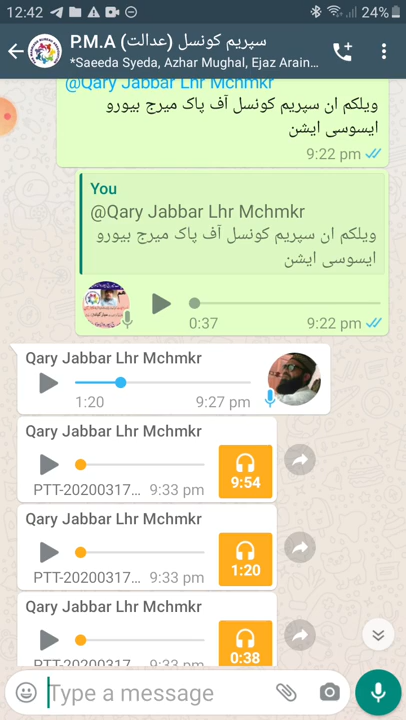 12:42
24%
P.M.A سپریم کونسل (عدالت)
*Saeeda Syeda, Azhar Mughal, Ejaz Arain...
@Qary Jabbar Lhr Mchmkr
ویلکم ان سپریم کونسل آف پاک میرج بیورو
ایسوسی ایشن
9:22 pm
You
@Qary Jabbar Lhr Mchmkr
ویلکم ان سپریم کونسل آف پاک میرج بیورو
ایسوسی ایشن
0:37
9:22 pm
Qary Jabbar Lhr Mchmkr
1:20
9:27 pm
Qary Jabbar Lhr Mchmkr
9:54
PTT-20200317... 9:33 pm
Qary Jabbar Lhr Mchmkr
1:20
PTT-20200317... 9:33 pm
Qary Jabbar Lhr Mchmkr
0:38
PTT-20200317... 9:33 pm
Type a message